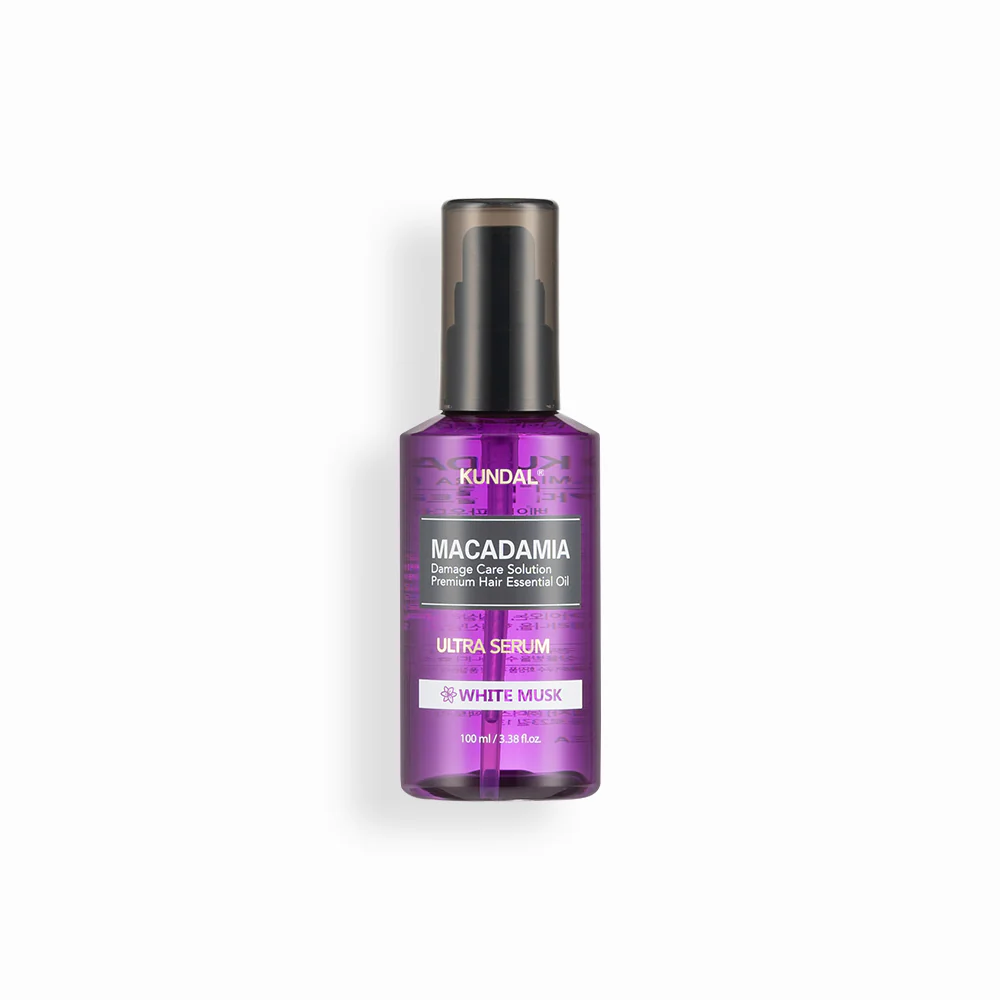 KUNDAL®
MACADAMIA
Damage Care Solution
Premium Hair Essential Oil
ULTRA SERUM
WHITE MUSK
100 ml / 3.38 fl.oz.